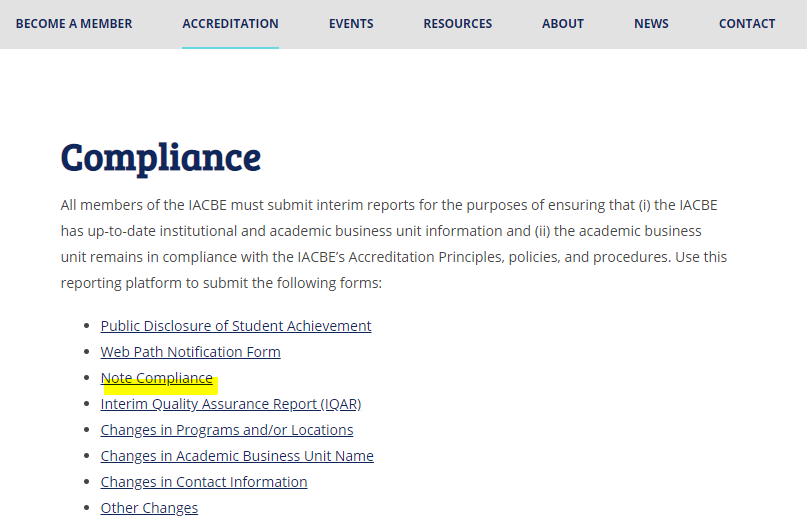 BECOME A MEMBER ACCREDITATION EVENTS RESOURCES ABOUT NEWS CONTACT
Compliance
All members of the IACBE must submit interim reports for the purposes of ensuring that (i) the IACBE
has up-to-date institutional and academic business unit information and (ii) the academic business
unit remains in compliance with the IACBE’s Accreditation Principles, policies, and procedures. Use this
reporting platform to submit the following forms:
• Public Disclosure of Student Achievement
• Web Path Notification Form
• Note Compliance
• Interim Quality Assurance Report (IQAR)
• Changes in Programs and/or Locations
• Changes in Academic Business Unit Name
• Changes in Contact Information
• Other Changes